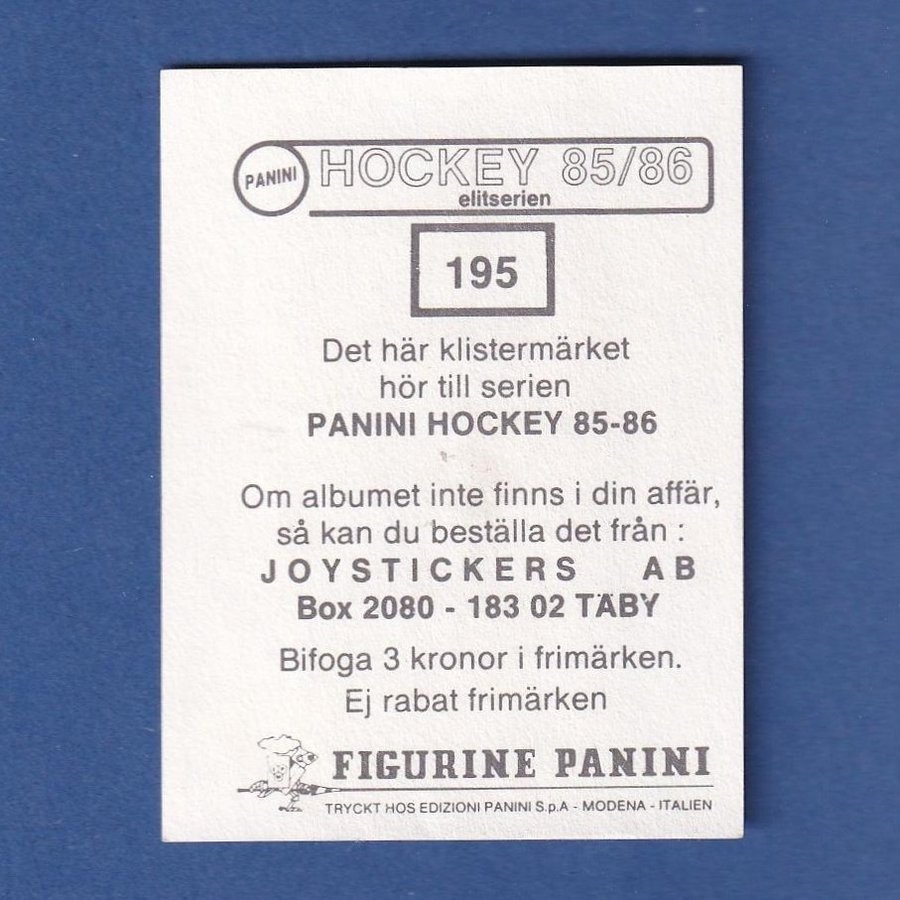 PANINI HOCKEY 85/86
elitserien
195
Det här klistermärket
hör till serien
PANINI HOCKEY 85-86
Om albumet inte finns i din affär,
så kan du beställa det från :
JOYSTICKERS AB
Box 2080 - 183 02 TÄBY
Bifoga 3 kronor i frimärken.
Ej rabat frimärken
FIGURINE PANINI
TRYCKT HOS EDIZIONI PANINI S.p.A - MODENA - ITALIEN